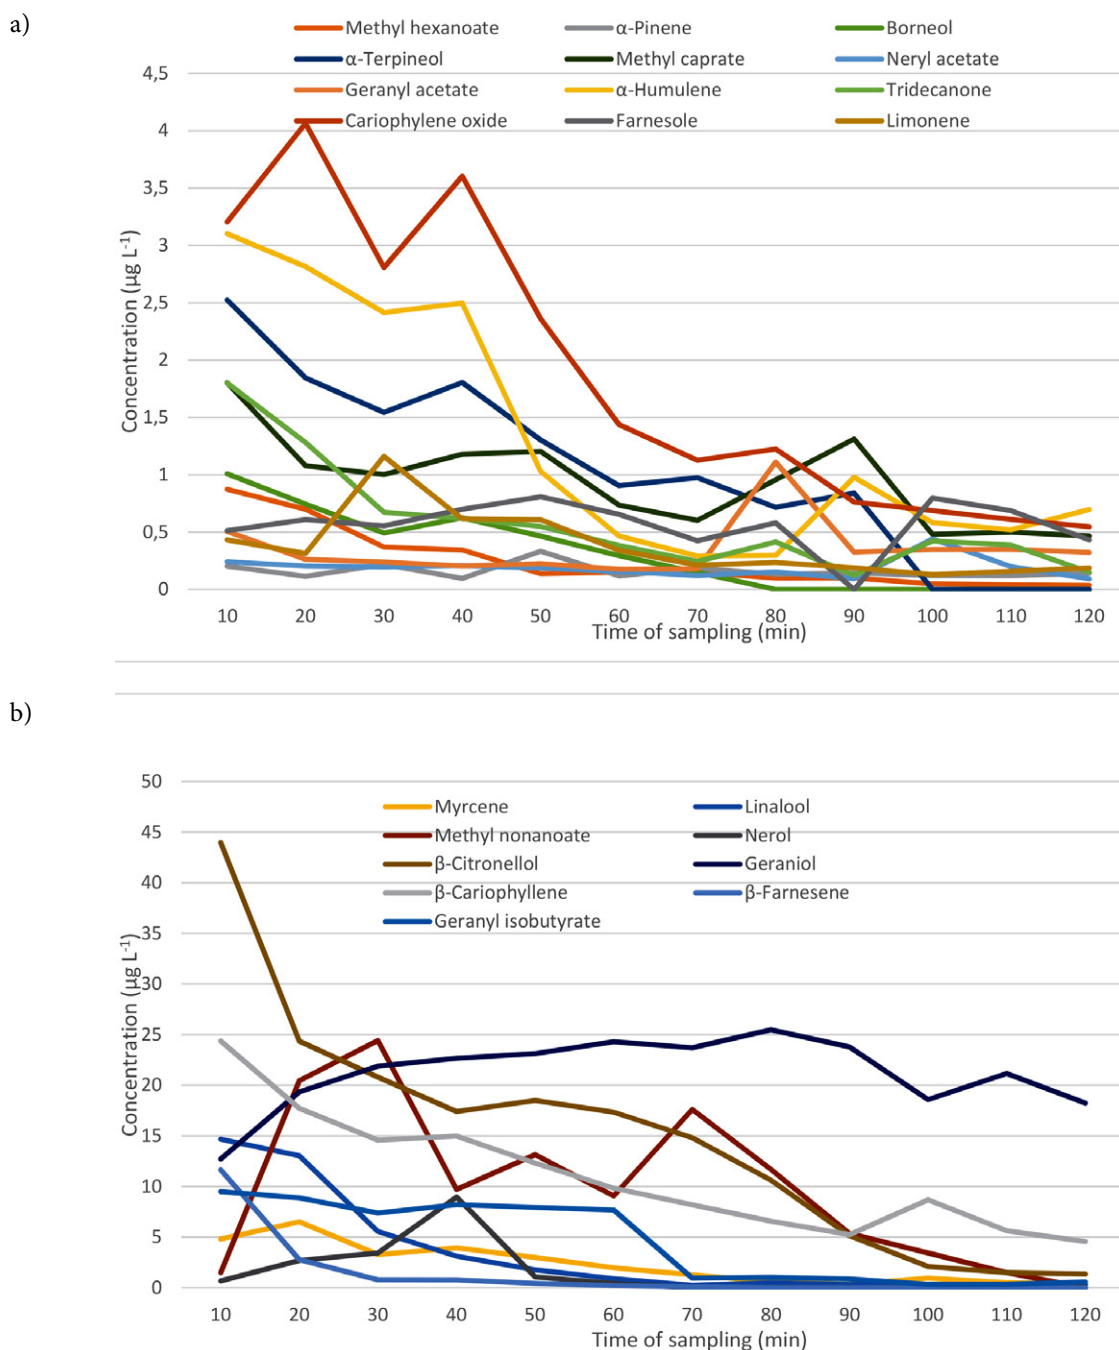 a)
Methyl hexanoate α-Pinene Borneol
α-Terpineol Methyl caprate Neryl acetate
Geranyl acetate α-Humulene Tridecanone
Cariophylene oxide Farnesole Limonene
4,5
4
3,5
3
2,5
2
1,5
1
0,5
0
Concentration (µg L-1)
10 20 30 40 50 60 70 80 90 100 110 120
Time of sampling (min)
b)
Myrcene Linalool
Methyl nonanoate Nerol
β-Citronellol Geraniol
β-Cariophyllene β-Farnesene
Geranyl isobutyrate
50
45
40
35
30
25
20
15
10
5
0
Concentration (µg L-1)
10 20 30 40 50 60 70 80 90 100 110 120
Time of sampling (min)